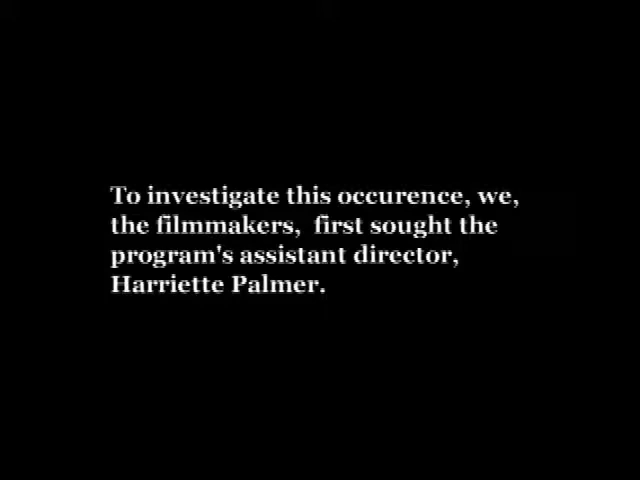 To investigate this occurence, we,
the filmmakers,  first sought the
program's assistant director,
Harriette Palmer.